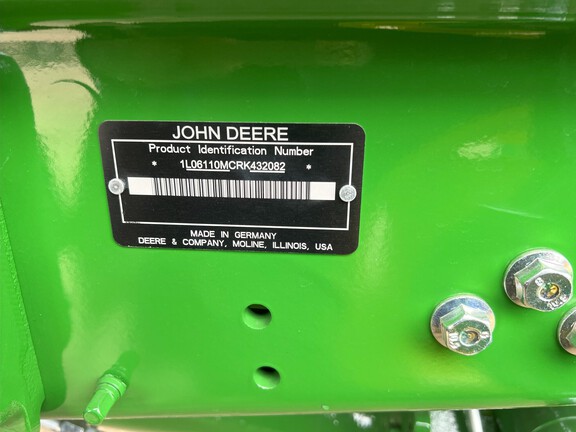 JOHN DEERE
Product Identification Number
* 1L06110MCRK432082 *
MADE IN GERMANY
DEERE & COMPANY, MOLINE, ILLINOIS, USA